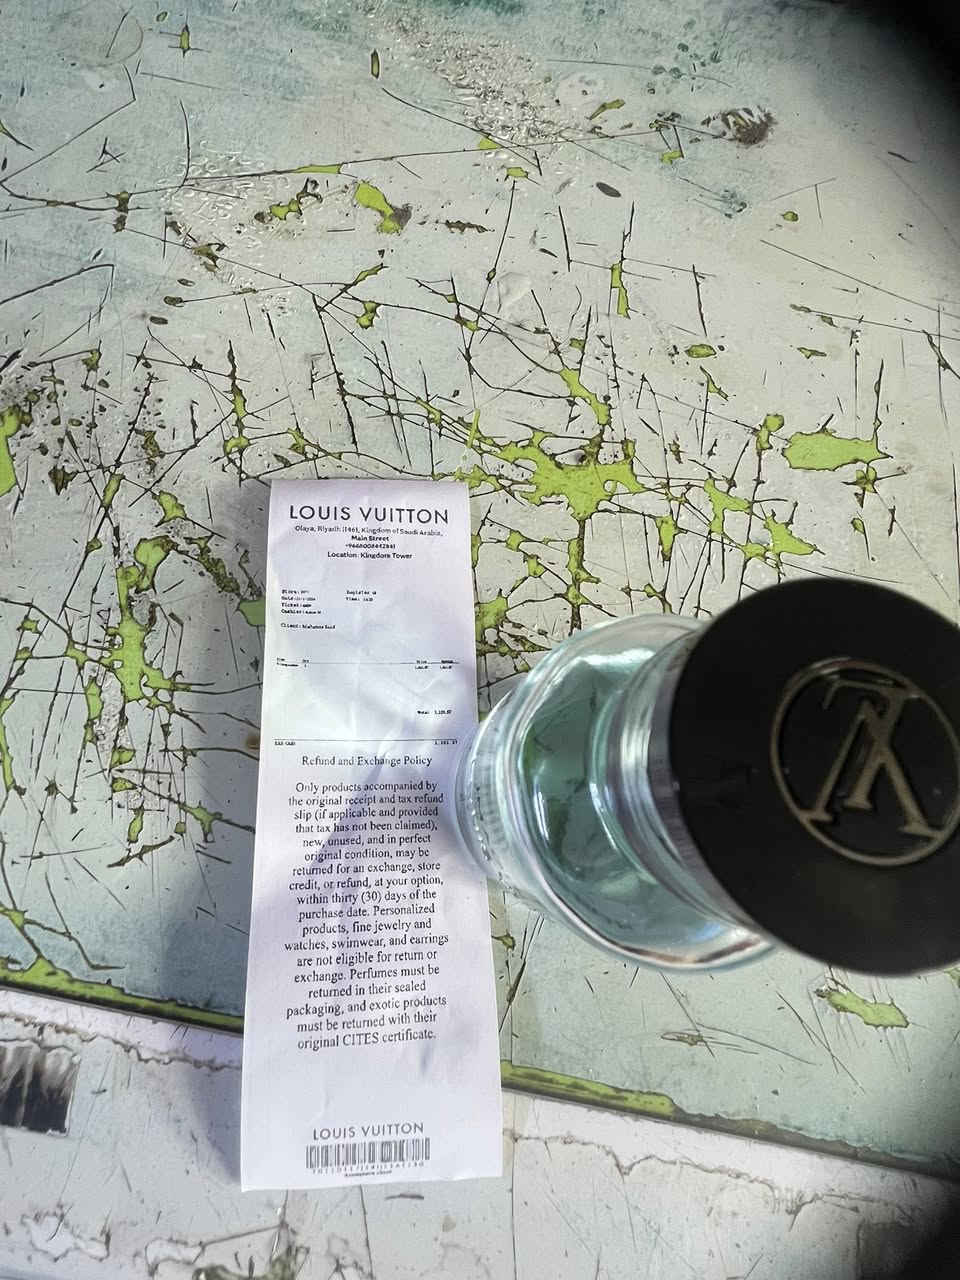 LOUIS VUITTON
Olaya, Riyadh 11461, Kingdom of Saudi Arabia,
Main Street
Location: Kingdom Tower
Client:
Total:
Refund and Exchange Policy
Only products accompanied by
the original receipt and tax refund
slip (if applicable and provided
that tax has not been claimed),
new, unused, and in perfect
original condition, may be
returned for an exchange, store
credit, or refund, at your option,
within thirty (30) days of the
purchase date. Personalized
products, fine jewelry and
watches, swimwear, and earrings
are not eligible for return or
exchange. Perfumes must be
returned in their sealed
packaging, and exotic products
must be returned with their
original CITES certificate.
LOUIS VUITTON
LV